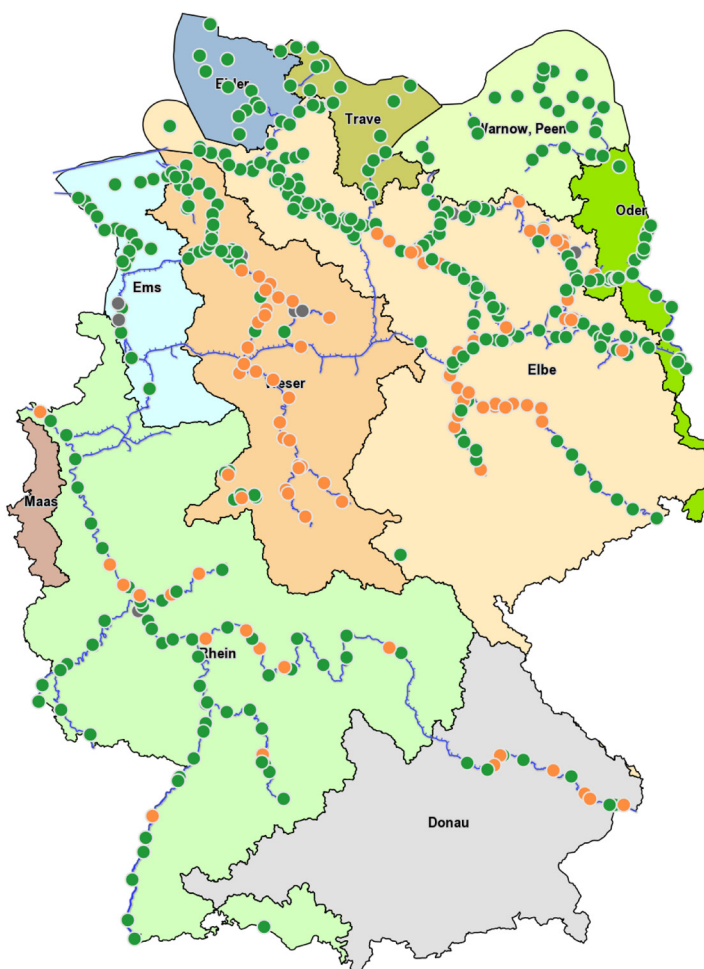 Eider
Trave
Warnow, Peen
Oder
Ems
Weser
Elbe
Maas
Rhein
Donau